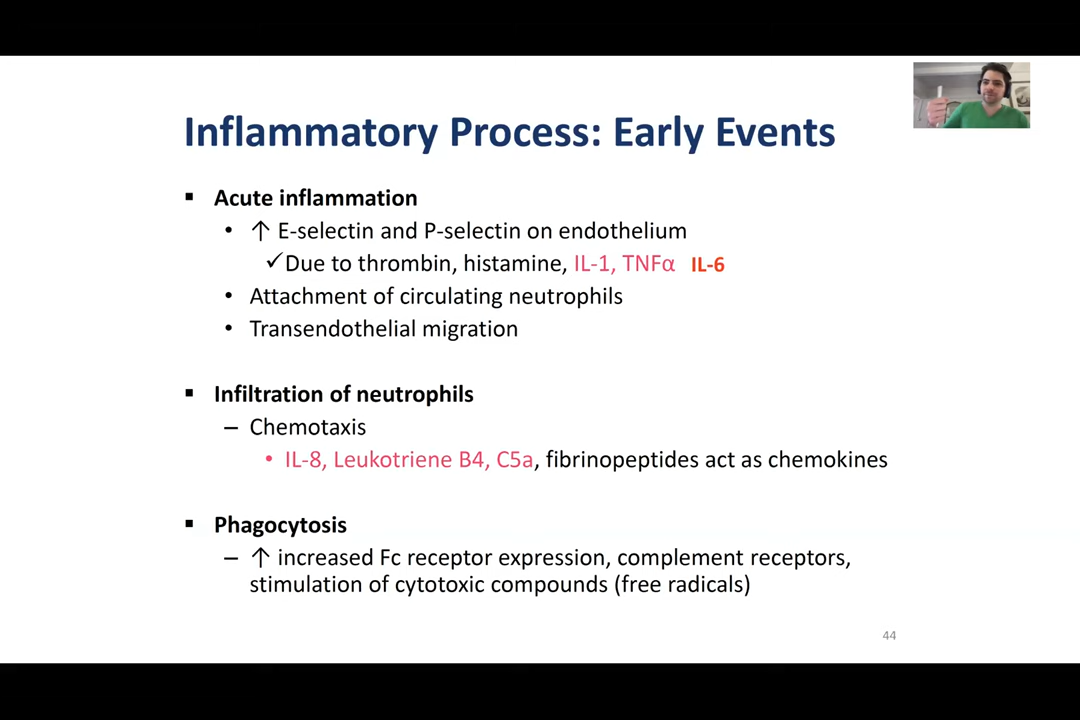 Inflammatory Process: Early Events
▪ Acute inflammation
• ↑ E-selectin and P-selectin on endothelium
✓Due to thrombin, histamine, IL-1, TNFα IL-6
• Attachment of circulating neutrophils
• Transendothelial migration
▪ Infiltration of neutrophils
– Chemotaxis
• IL-8, Leukotriene B4, C5a, fibrinopeptides act as chemokines
▪ Phagocytosis
– ↑ increased Fc receptor expression, complement receptors,
stimulation of cytotoxic compounds (free radicals)
44